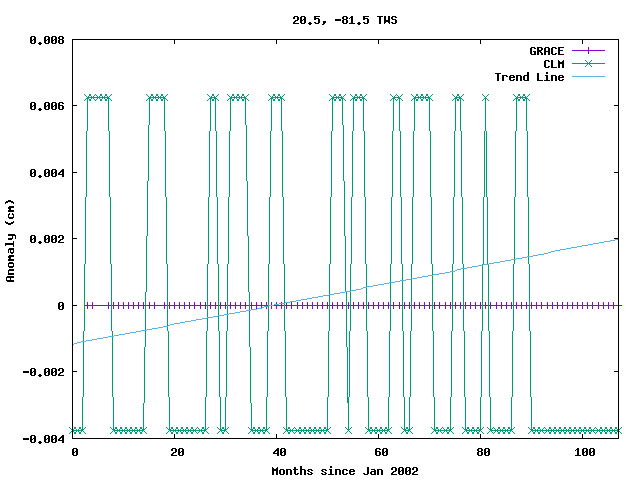 20.5, -81.5 TWS
GRACE
CLM
Trend Line
0.008
0.006
0.004
0.002
0
-0.002
-0.004
Anomaly (cm)
0 20 40 60 80 100
Months since Jan 2002